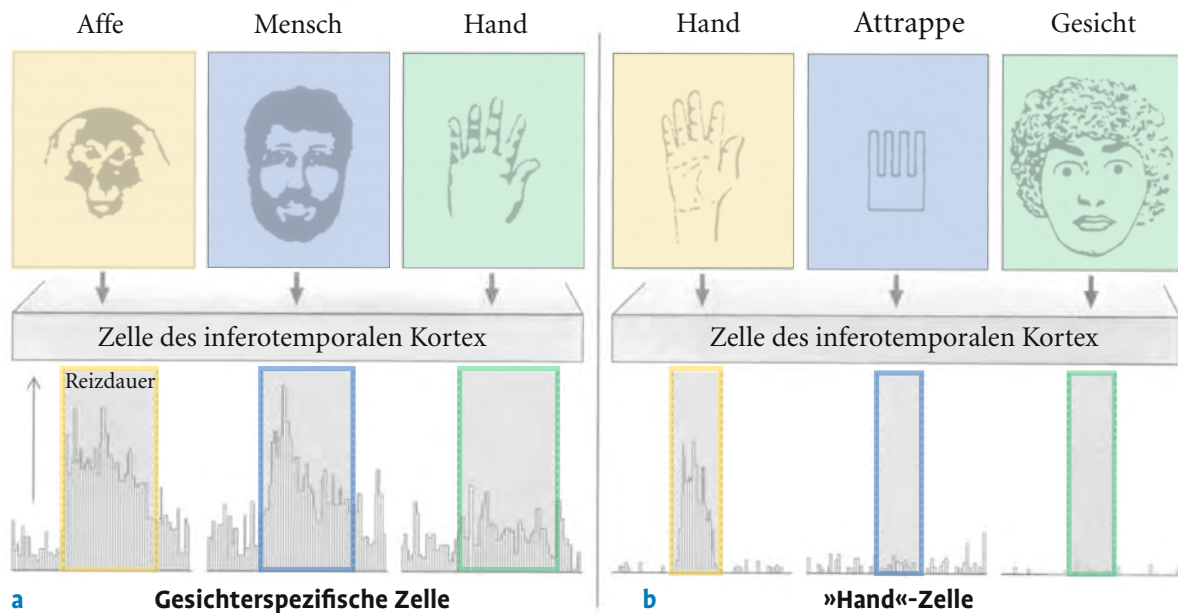 Affe Mensch Hand
Hand Attrappe Gesicht
Zelle des inferotemporalen Kortex
Zelle des inferotemporalen Kortex
Reizdauer
a Gesichterspezifische Zelle
b »Hand«-Zelle